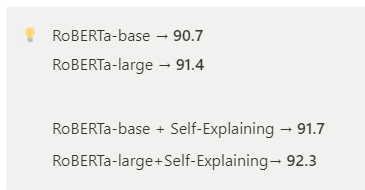 RoBERTa-base → 90.7
RoBERTa-large → 91.4
RoBERTa-base + Self-Explaining → 91.7
RoBERTa-large+Self-Explaining→ 92.3